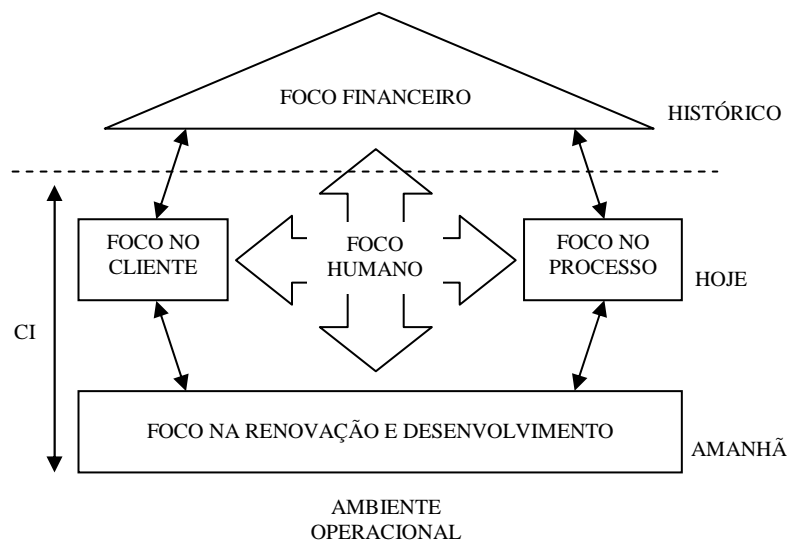 FOCO FINANCEIRO
HISTÓRICO
FOCO NO
CLIENTE
FOCO
HUMANO
FOCO NO
PROCESSO
HOJE
CI
FOCO NA RENOVAÇÃO E DESENVOLVIMENTO
AMANHÃ
AMBIENTE
OPERACIONAL